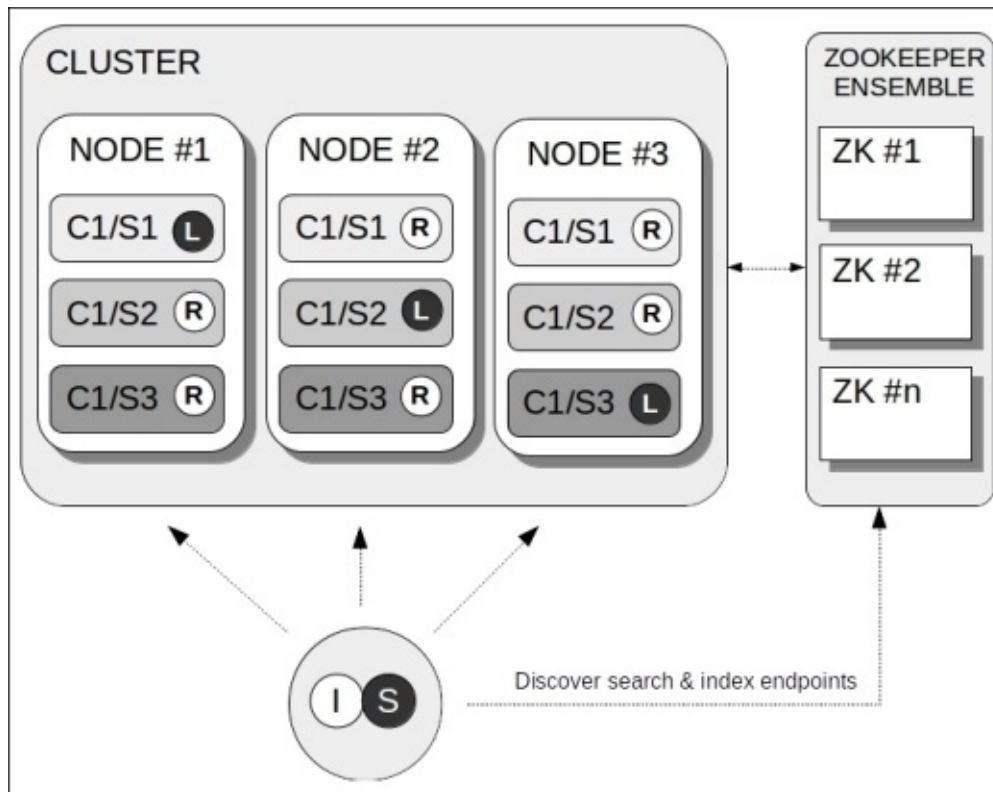 CLUSTER
NODE #1
C1/S1 L
C1/S2 R
C1/S3 R
NODE #2
C1/S1 R
C1/S2 L
C1/S3 R
NODE #3
C1/S1 R
C1/S2 R
C1/S3 L
ZOOKEEPER
ENSEMBLE
ZK #1
ZK #2
ZK #n
I S
Discover search & index endpoints